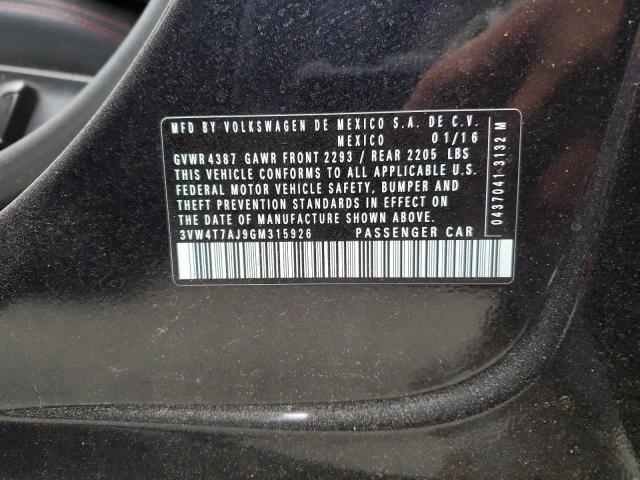 MFD BY VOLKSWAGEN DE MEXICO S.A. DE C.V.
MEXICO 01/16
GVWR 4387 GAWR FRONT 2293 / REAR 2205 LBS
THIS VEHICLE CONFORMS TO ALL APPLICABLE U.S.
FEDERAL MOTOR VEHICLE SAFETY, BUMPER AND
THEFT PREVENTION STANDARDS IN EFFECT ON
THE DATE OF MANUFACTURE SHOWN ABOVE.
3VW4T7AJ9GM315926 PASSENGER CAR
0437041 3132 M